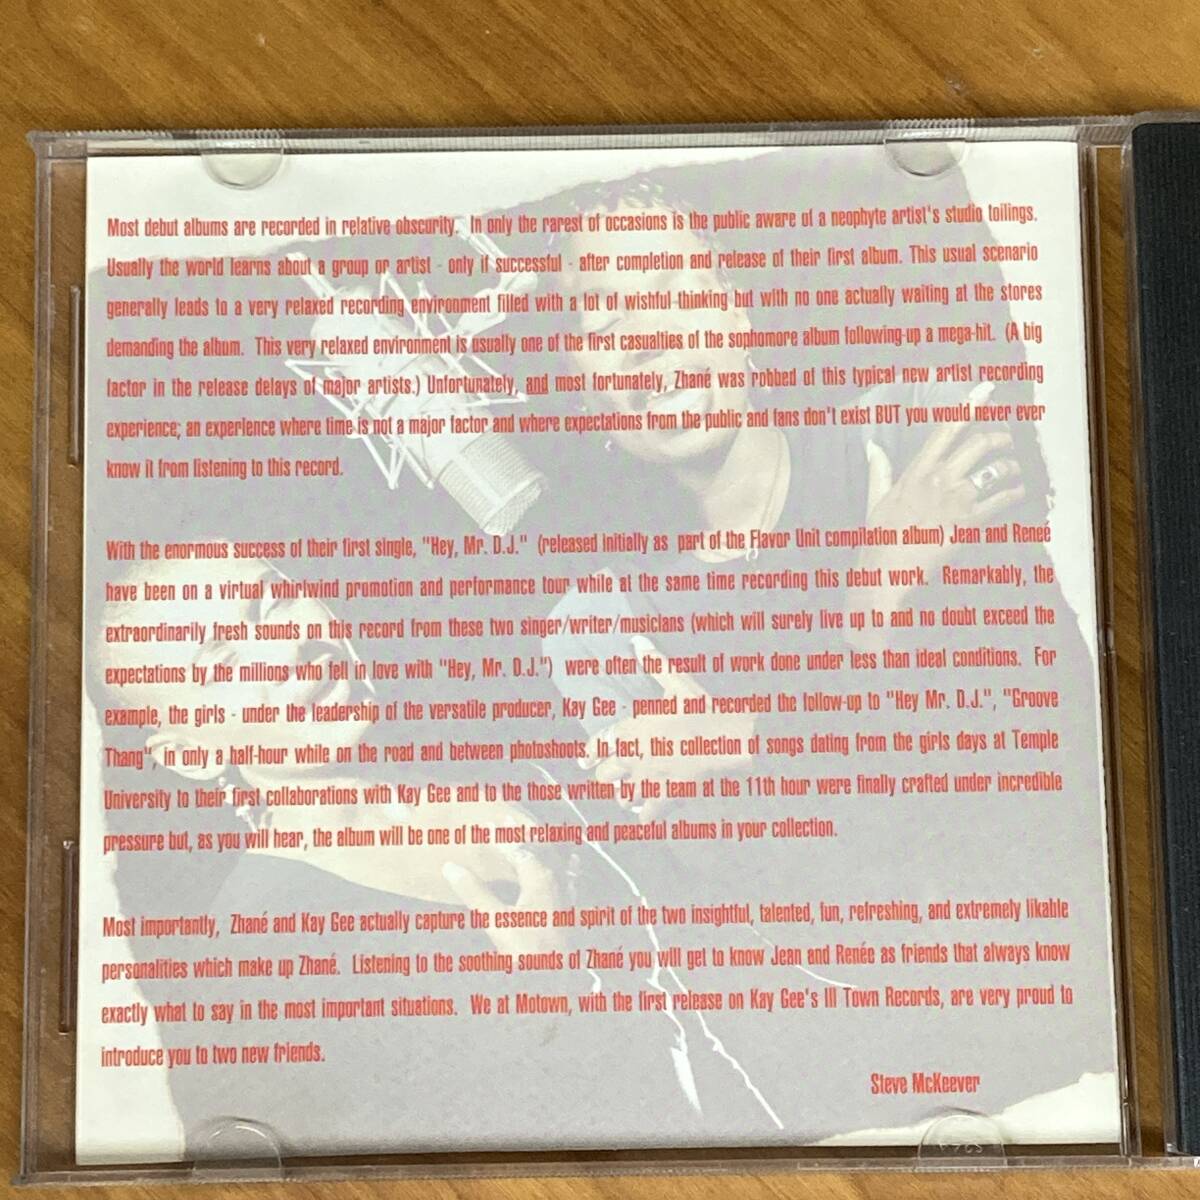 Most debut albums are recorded in relative obscurity. In only the rarest of occasions is the public aware of a neophyte artist's studio toilings.
Usually the world learns about a group or artist - only if successful - after completion and release of their first album. This usual scenario
generally leads to a very relaxed recording environment filled with a lot of wishful thinking but with no one actually waiting at the stores
demanding the album. This very relaxed environment is usually one of the first casualties of the sophomore album following-up a mega-hit. (A big
factor in the release delays of major artists.) Unfortunately, and most fortunately, Zhané was robbed of this typical new artist recording
experience; an experience where time is not a major factor and where expectations from the public and fans don't exist BUT you would never ever
know it from listening to this record.
With the enormous success of their first single, "Hey, Mr. D.J." (released initially as part of the Flavor Unit compilation album) Jean and Reneé
have been on a virtual whirlwind promotion and performance tour while at the same time recording this debut work. Remarkably, the
extraordinarily fresh sounds on this record from these two singer/writer/musicians (which will surely live up to and no doubt exceed the
expectations by the millions who fell in love with "Hey, Mr. D.J.") were often the result of work done under less than ideal conditions. For
example, the girls - under the leadership of the versatile producer, Kay Gee - penned and recorded the follow-up to "Hey Mr. D.J.", "Groove
Thang", in only a half-hour while on the road and between photoshoots. In fact, this collection of songs dating from the girls days at Temple
University to their first collaborations with Kay Gee and to the those written by the team at the 11th hour were finally crafted under incredible
pressure but, as you will hear, the album will be one of the most relaxing and peaceful albums in your collection.
Most importantly, Zhané and Kay Gee actually capture the essence and spirit of the two insightful, talented, fun, refreshing, and extremely likable
personalities which make up Zhané. Listening to the soothing sounds of Zhané you will get to know Jean and Renée as friends that always know
exactly what to say in the most important situations. We at Motown, with the first release on Kay Gee's Ill Town Records, are very proud to
introduce you to two new friends.
Steve McKeever